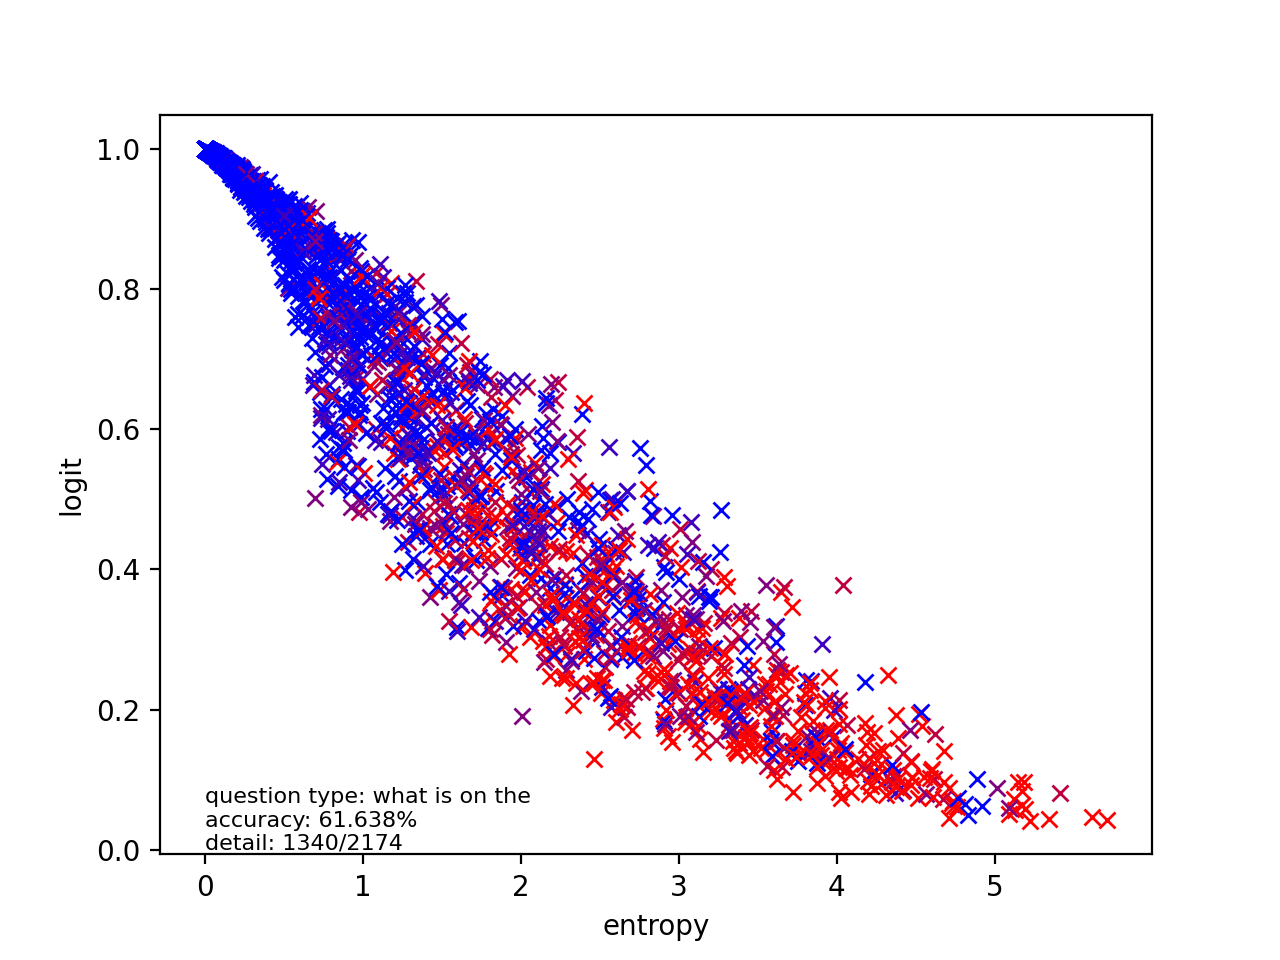 1.0
0.8
0.6
0.4
0.2
0.0
logit
question type: what is on the
accuracy: 61.638%
detail: 1340/2174
0 1 2 3 4 5
entropy